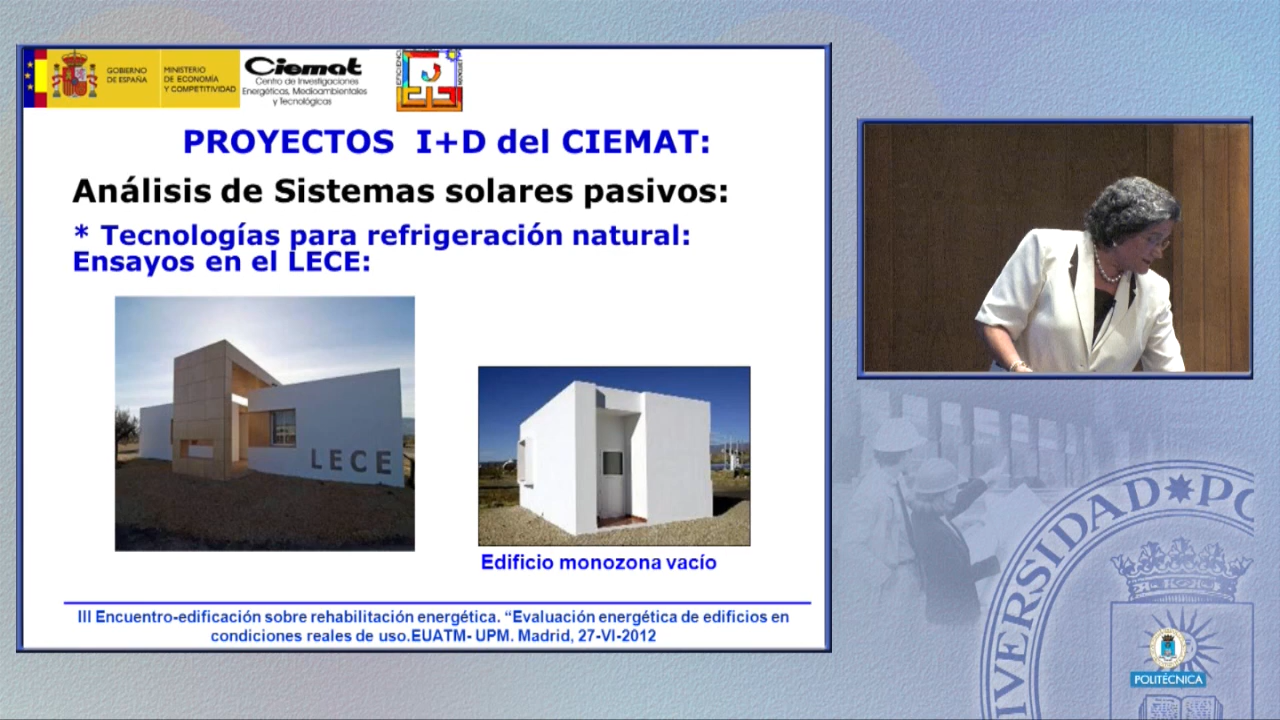 GOBIERNO
DE ESPAÑA
MINISTERIO
DE ECONOMÍA
Y COMPETITIVIDAD
Ciemat
Centro de Investigaciones
Energéticas, Medioambientales
y Tecnológicas
PROYECTOS I+D del CIEMAT:
Análisis de Sistemas solares pasivos:
* Tecnologías para refrigeración natural:
Ensayos en el LECE:
LECE
Edificio monozona vacío
III Encuentro-edificación sobre rehabilitación energética. “Evaluación energética de edificios en
condiciones reales de uso.EUATM- UPM. Madrid, 27-VI-2012
POLITÉCNICA